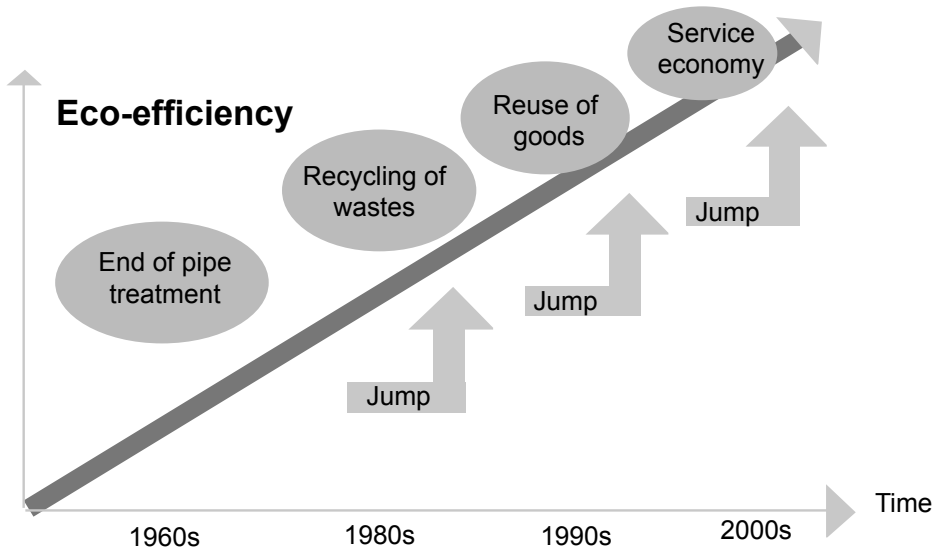 Service
economy
Eco-efficiency
Reuse of
goods
Recycling of
wastes
Jump
End of pipe
treatment
Jump
Jump
Time
1960s
1980s
1990s
2000s